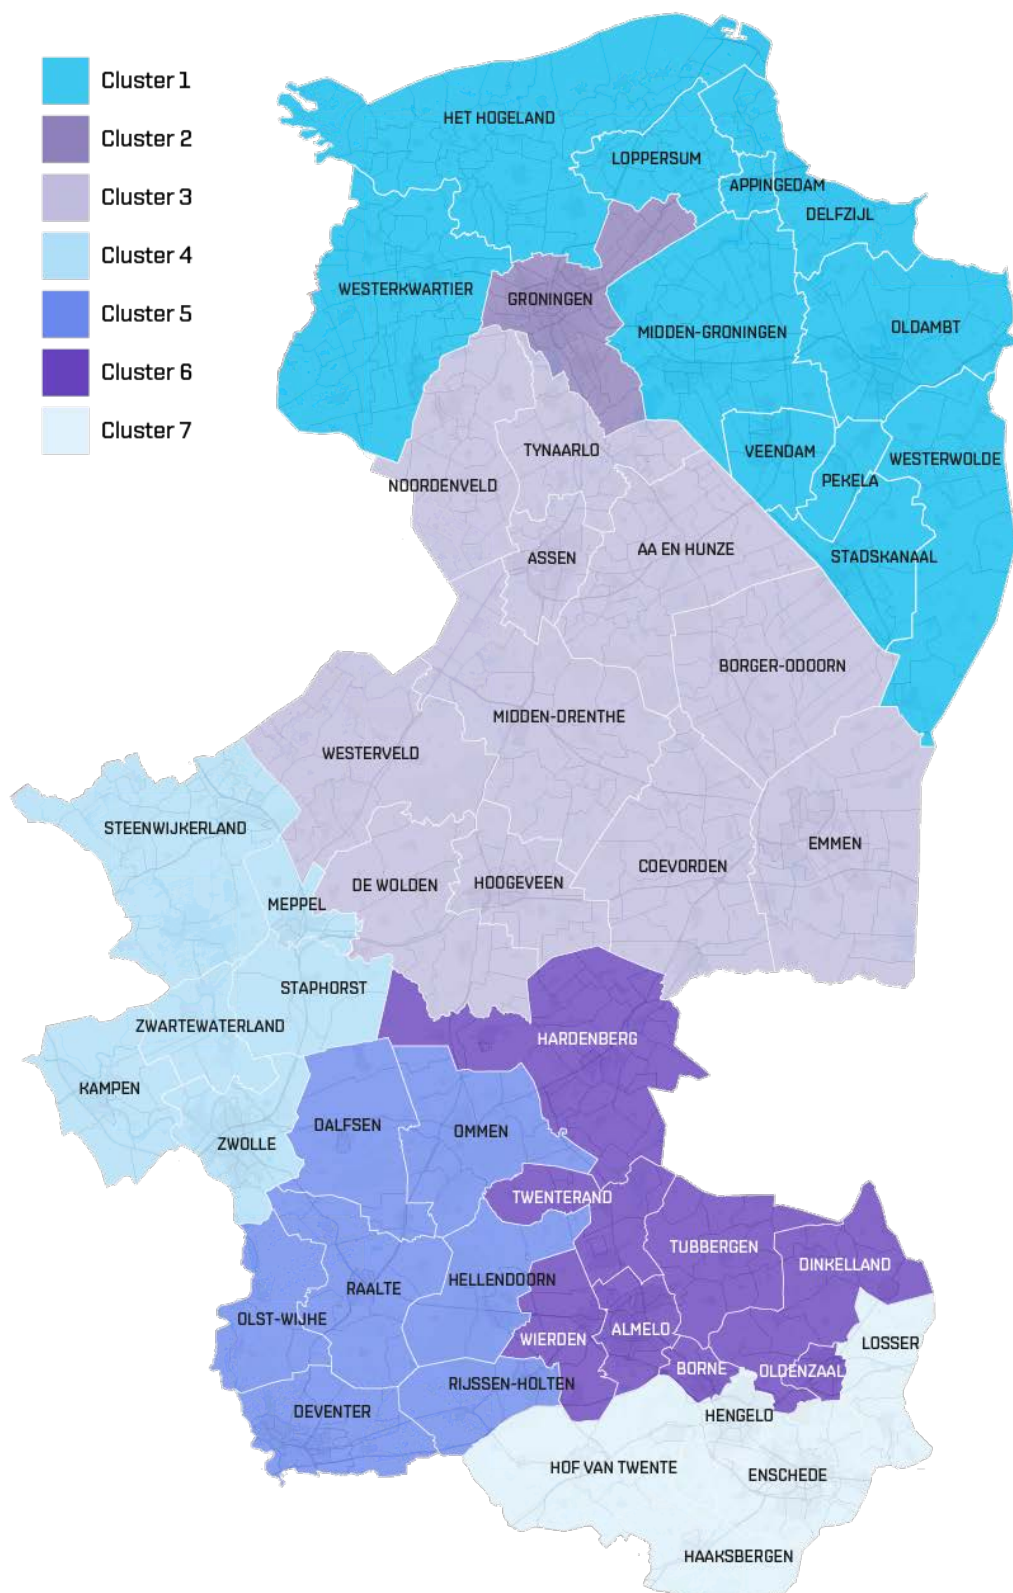 Cluster 1
Cluster 2
Cluster 3
Cluster 4
Cluster 5
Cluster 6
Cluster 7
HET HOGELAND
LOPPERSUM
APPINGEDAM
DELFZIJL
WESTERKWARTIER
GRONINGEN
MIDDEN-GRONINGEN
OLDAMBT
TYNAARLO
VEENDAM
WESTERWOLDE
PEKELA
NOORDENVELD
ASSEN
AA EN HUNZE
STADSKANAAL
BORGER-ODOORN
MIDDEN-DRENTHE
WESTERVELD
STEENWIJKERLAND
EMMEN
COEVORDEN
DE WOLDEN
HOOGEVEEN
MEPPEL
STAPHORST
ZWARTEWATERLAND
HARDENBERG
KAMPEN
DALFSEN
OMMEN
ZWOLLE
TWENTERAND
TUBBERGEN
DINKELLAND
HELLENDOORN
RAALTE
OLST-WIJHE
ALMELO
WIERDEN
LOSSER
BORNE
OLDENZAAL
RIJSSEN-HOLTEN
DEVENTER
HENGELO
HOF VAN TWENTE
ENSCHEDE
HAAKSBERGEN